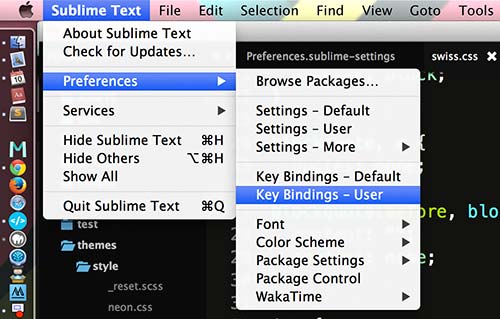 Sublime Text File Edit Selection Find View Goto Tools
About Sublime Text
Check for Updates...
Preferences
Services
Hide Sublime Text ⌘H
Hide Others ⌥⌘H
Show All
Quit Sublime Text ⌘Q
Browse Packages...
Settings – Default
Settings – User
Settings – More
Key Bindings – Default
Key Bindings – User
Font
Color Scheme
Package Settings
Package Control
WakaTime
Preferences.sublime-settings swiss.css
test
themes
style
_reset.scss
neon.css